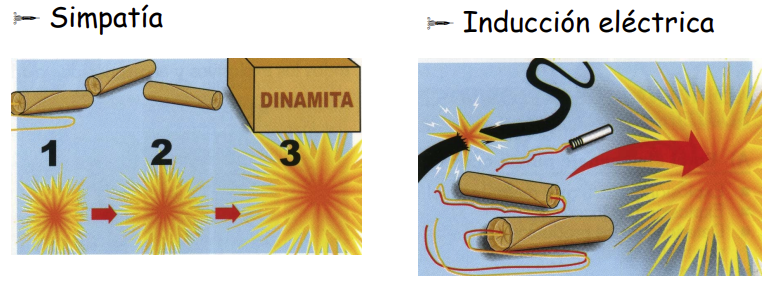 Simpatía
Inducción eléctrica
DINAMITA
1
2
3